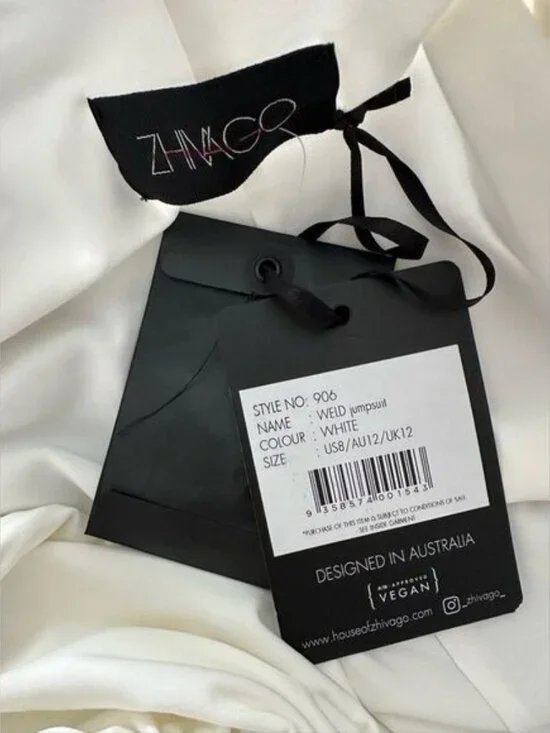 ZHIVAGO
STYLE NO: 906
NAME : WELD jumpsuit
COLOUR : WHITE
SIZE : US8/AU12/UK12
9 358574 001543
*PURCHASE OF THIS ITEM IS SUBJECT TO CONDITIONS OF SALE
- SEE INSIDE GARMENT
DESIGNED IN AUSTRALIA
APPROVED
VEGAN
www.houseofzhivago.com _zhivago_